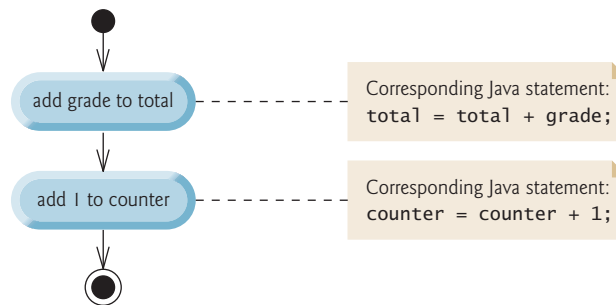 add grade to total
Corresponding Java statement:
total = total + grade;
add 1 to counter
Corresponding Java statement:
counter = counter + 1;